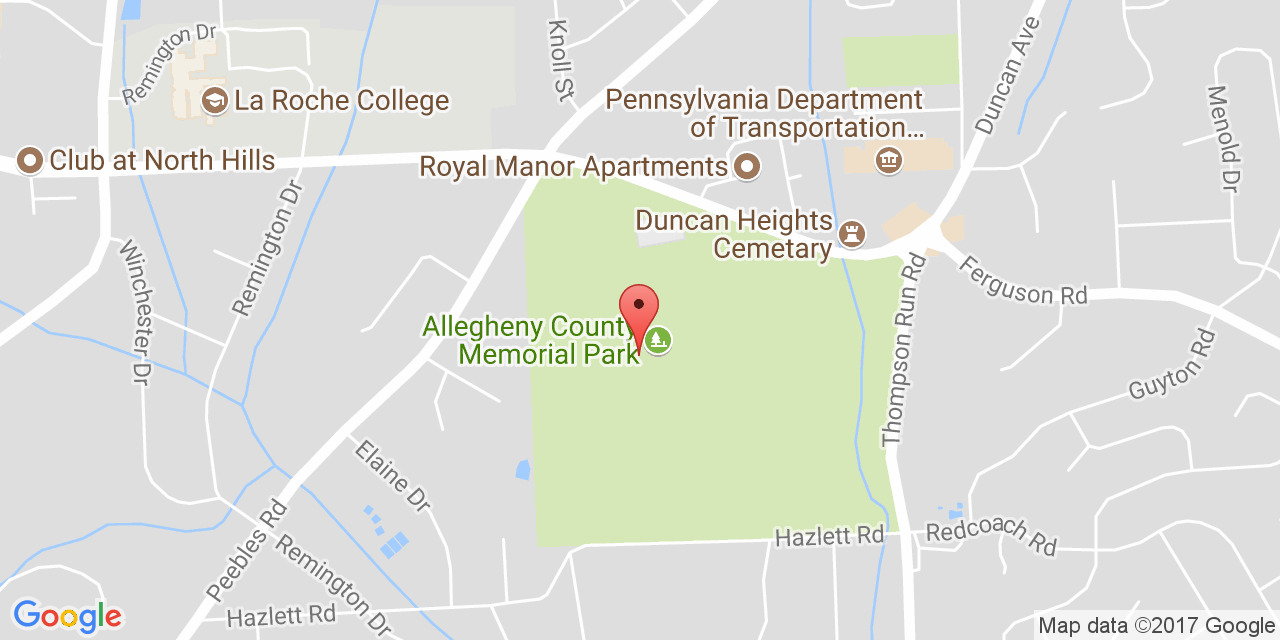 Remington Dr
Knoll St
Duncan Ave
La Roche College
Pennsylvania Department
of Transportation...
Menold Dr
Club at North Hills
Royal Manor Apartments
Remington Dr
Duncan Heights
Cemetary
Winchester Dr
Ferguson Rd
Thompson Run Rd
Allegheny County
Memorial Park
Guyton Rd
Elaine Dr
Peebles Rd
Hazlett Rd
Redcoach Rd
Remington Dr
Hazlett Rd
Google
Map data ©2017 Google